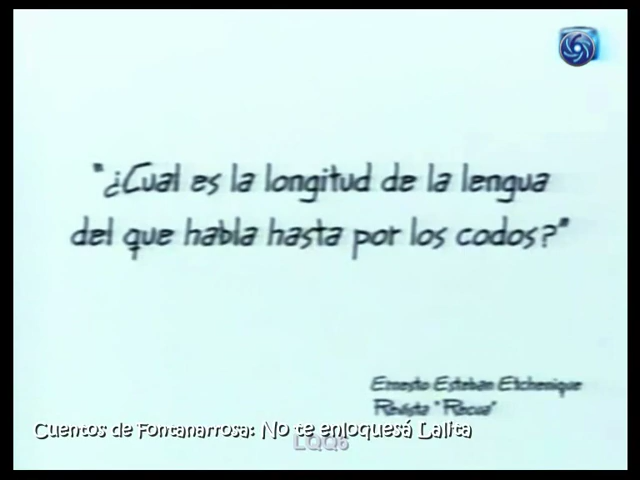 "¿Cual es la longitud de la lengua
del que habla hasta por los codos?"
Ernesto Esteban Etchenique
Revista "Recua"
Cuentos de Fontanarrosa: No te enloquesá Lalita
LQQ6